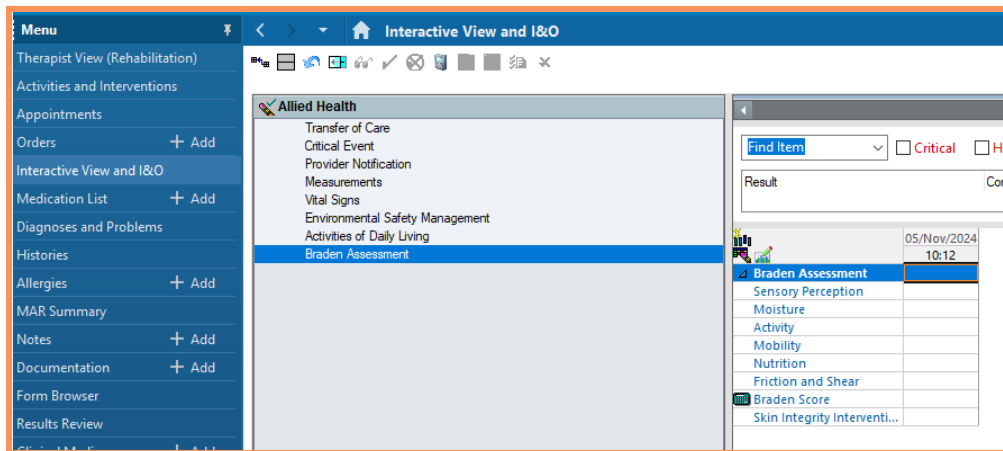 Menu
Therapist View (Rehabilitation)
Activities and Interventions
Appointments
Orders + Add
Interactive View and I&O
Medication List + Add
Diagnoses and Problems
Histories
Allergies + Add
MAR Summary
Notes + Add
Documentation + Add
Form Browser
Results Review
Interactive View and I&O
Allied Health
Transfer of Care
Critical Event
Provider Notification
Measurements
Vital Signs
Environmental Safety Management
Activities of Daily Living
Braden Assessment
Find Item Critical H
Result Cor
05/Nov/2024
10:12
Braden Assessment
Sensory Perception
Moisture
Activity
Mobility
Nutrition
Friction and Shear
Braden Score
Skin Integrity Interventi...